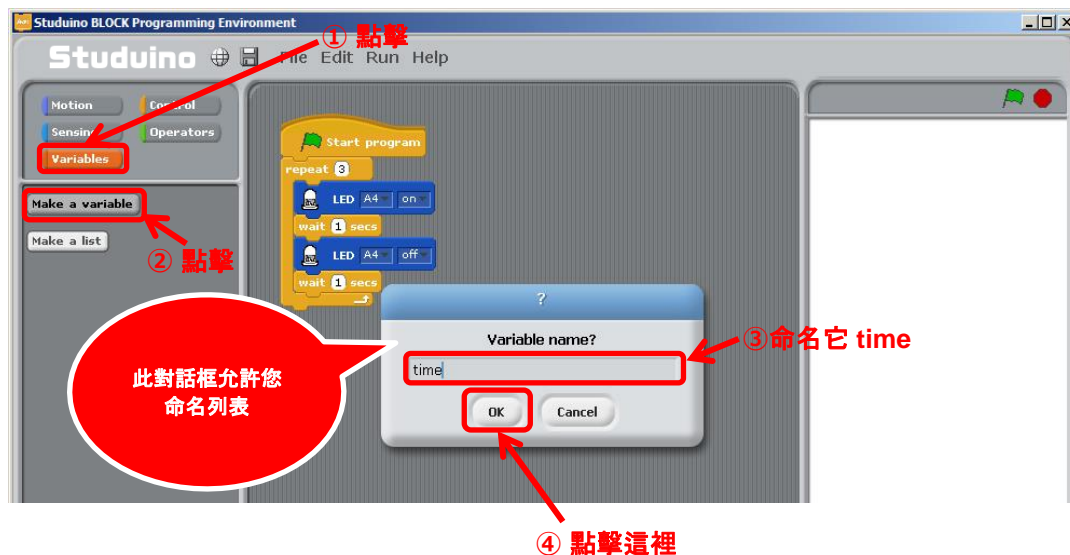 Studuino BLOCK Programming Environment
① 點擊
Studuino File Edit Run Help
Motion Control
Sensing Operators
Variables
Make a variable
Make a list
② 點擊
Start program
repeat 3
LED A4 on
wait 1 secs
LED A4 off
wait 1 secs
?
Variable name?
time
OK Cancel
③命名它 time
此對話框允許您
命名列表
④ 點擊這裡